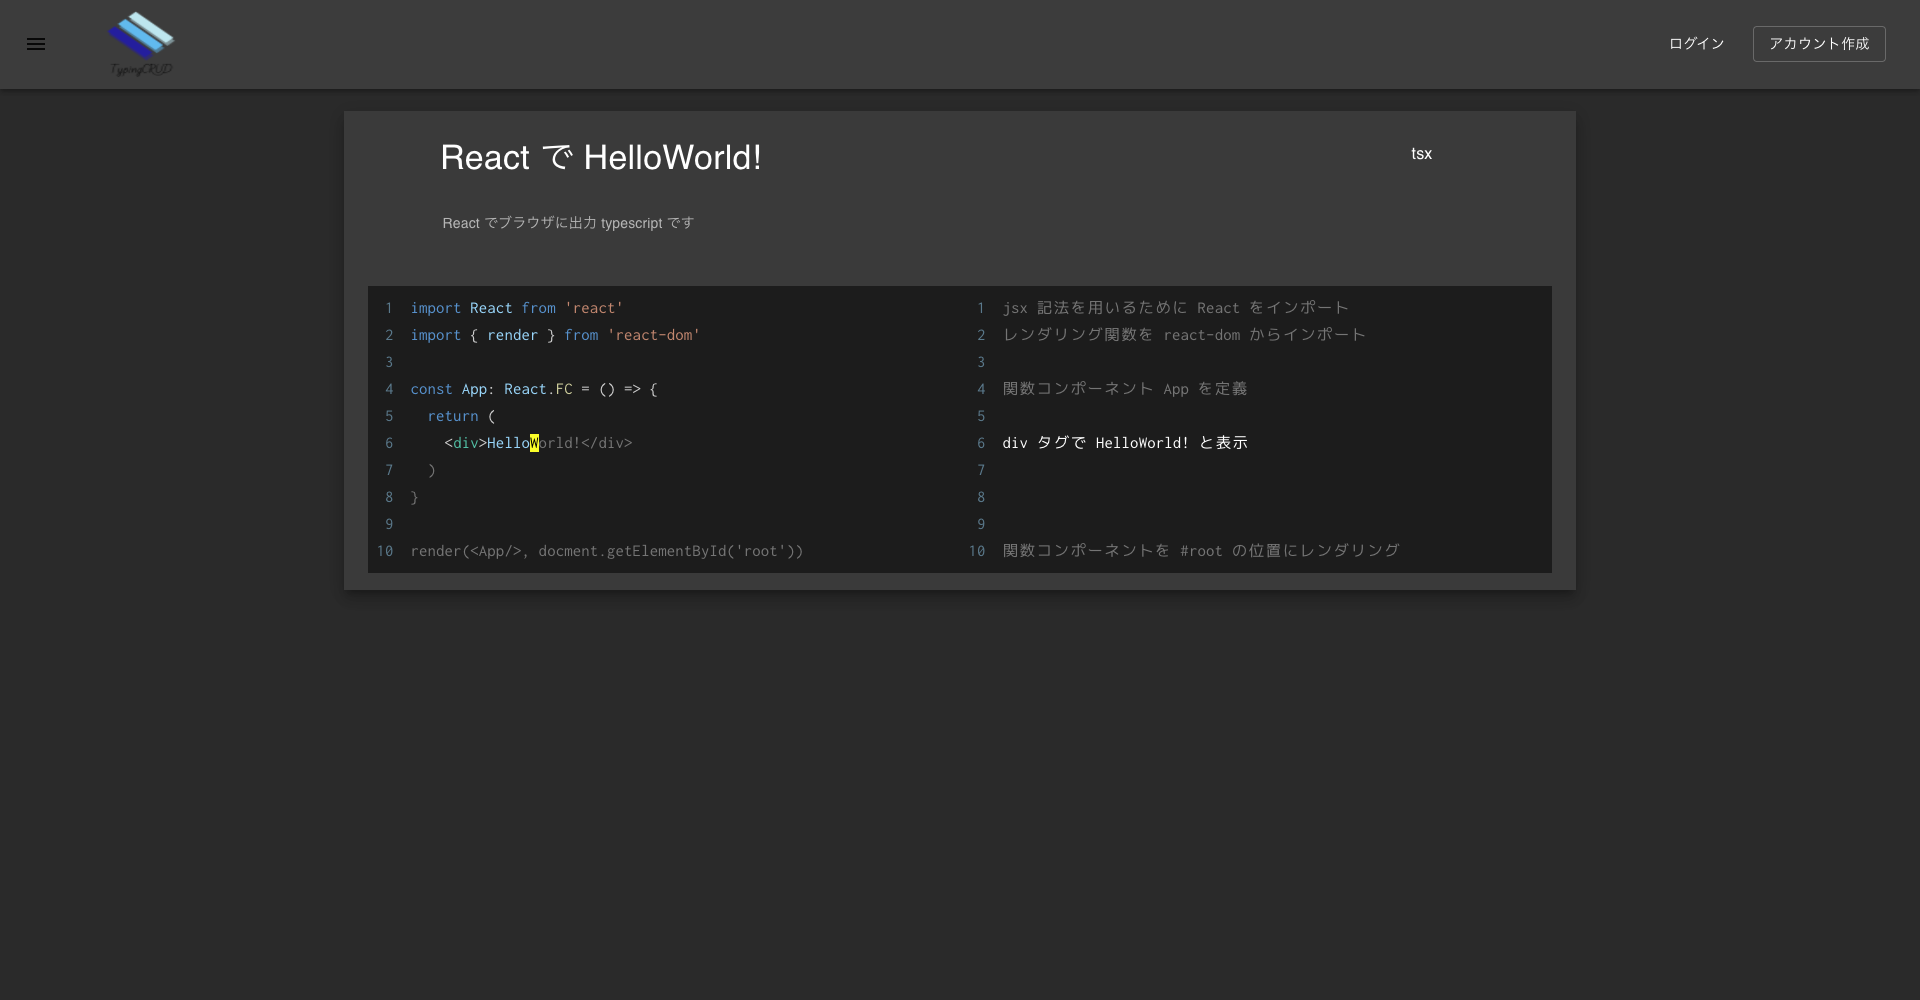 TypingCRUD
ログイン
アカウント作成
React で HelloWorld!
tsx
React でブラウザに出力 typescript です
1 import React from 'react'
2 import { render } from 'react-dom'
3
4 const App: React.FC = () => {
5 return (
6 <div>HelloWorld!</div>
7 )
8 }
9
10 render(<App/>, docment.getElementById('root'))
1 jsx 記法を用いるために React をインポート
2 レンダリング関数を react-dom からインポート
3
4 関数コンポーネント App を定義
5
6 div タグで HelloWorld! と表示
7
8
9
10 関数コンポーネントを #root の位置にレンダリング